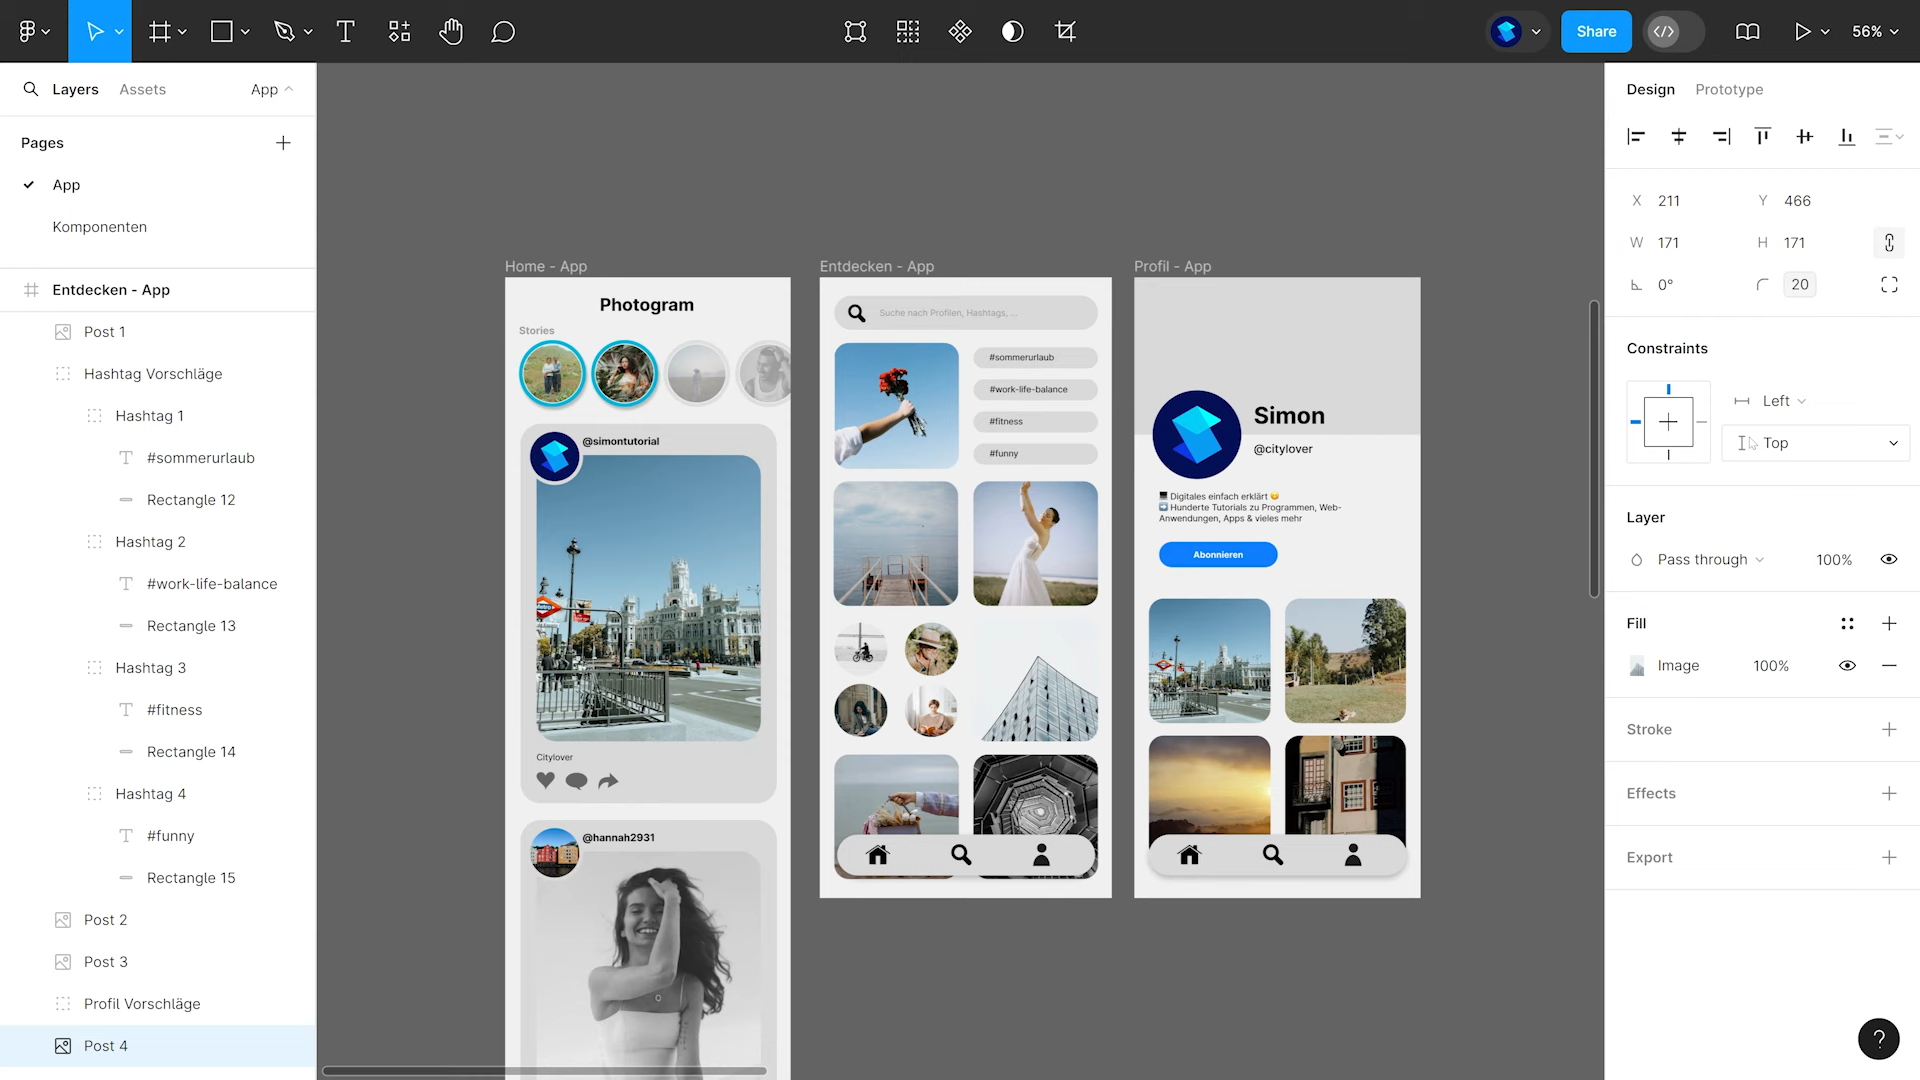 Share
56%
Layers
Assets
App
Pages
App
Komponenten
Entdecken - App
Post 1
Hashtag Vorschläge
Hashtag 1
#sommerurlaub
Rectangle 12
Hashtag 2
#work-life-balance
Rectangle 13
Hashtag 3
#fitness
Rectangle 14
Hashtag 4
#funny
Rectangle 15
Post 2
Post 3
Profil Vorschläge
Post 4
Home - App
Photogram
Stories
@simontutorial
Metro
Citylover
@hannah2931
Entdecken - App
Suche nach Profilen, Hashtags, ...
#sommerurlaub
#work-life-balance
#fitness
#funny
Profil - App
Simon
@citylover
Digitales einfach erklärt
Hunderte Tutorials zu Programmen, Web-
Anwendungen, Apps & vieles mehr
Abonnieren
Design
Prototype
X 211
Y 466
W 171
H 171
0°
20
Constraints
Left
Top
Layer
Pass through
100%
Fill
Image
100%
Stroke
Effects
Export
?